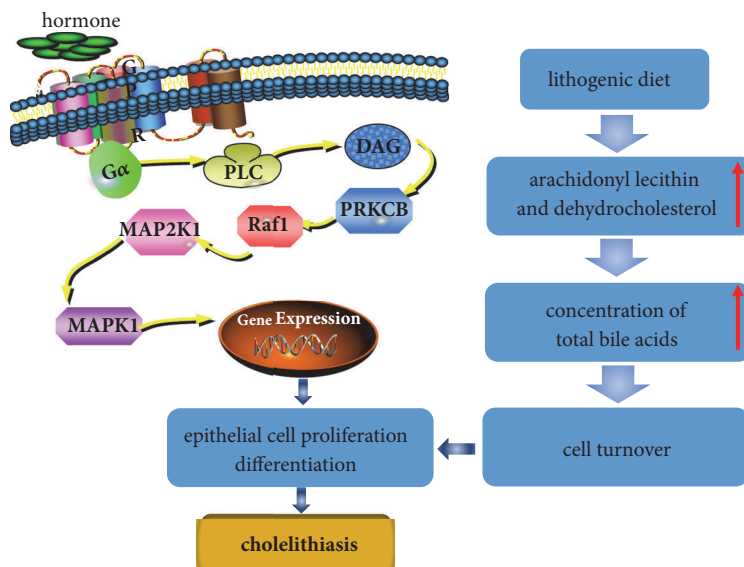 hormone
G
P
R
Gα
PLC
DAG
PRKCB
Raf1
MAP2K1
MAPK1
Gene Expression
epithelial cell proliferation
differentiation
cholelithiasis
lithogenic diet
arachidonyl lecithin
and dehydrocholesterol
concentration of
total bile acids
cell turnover